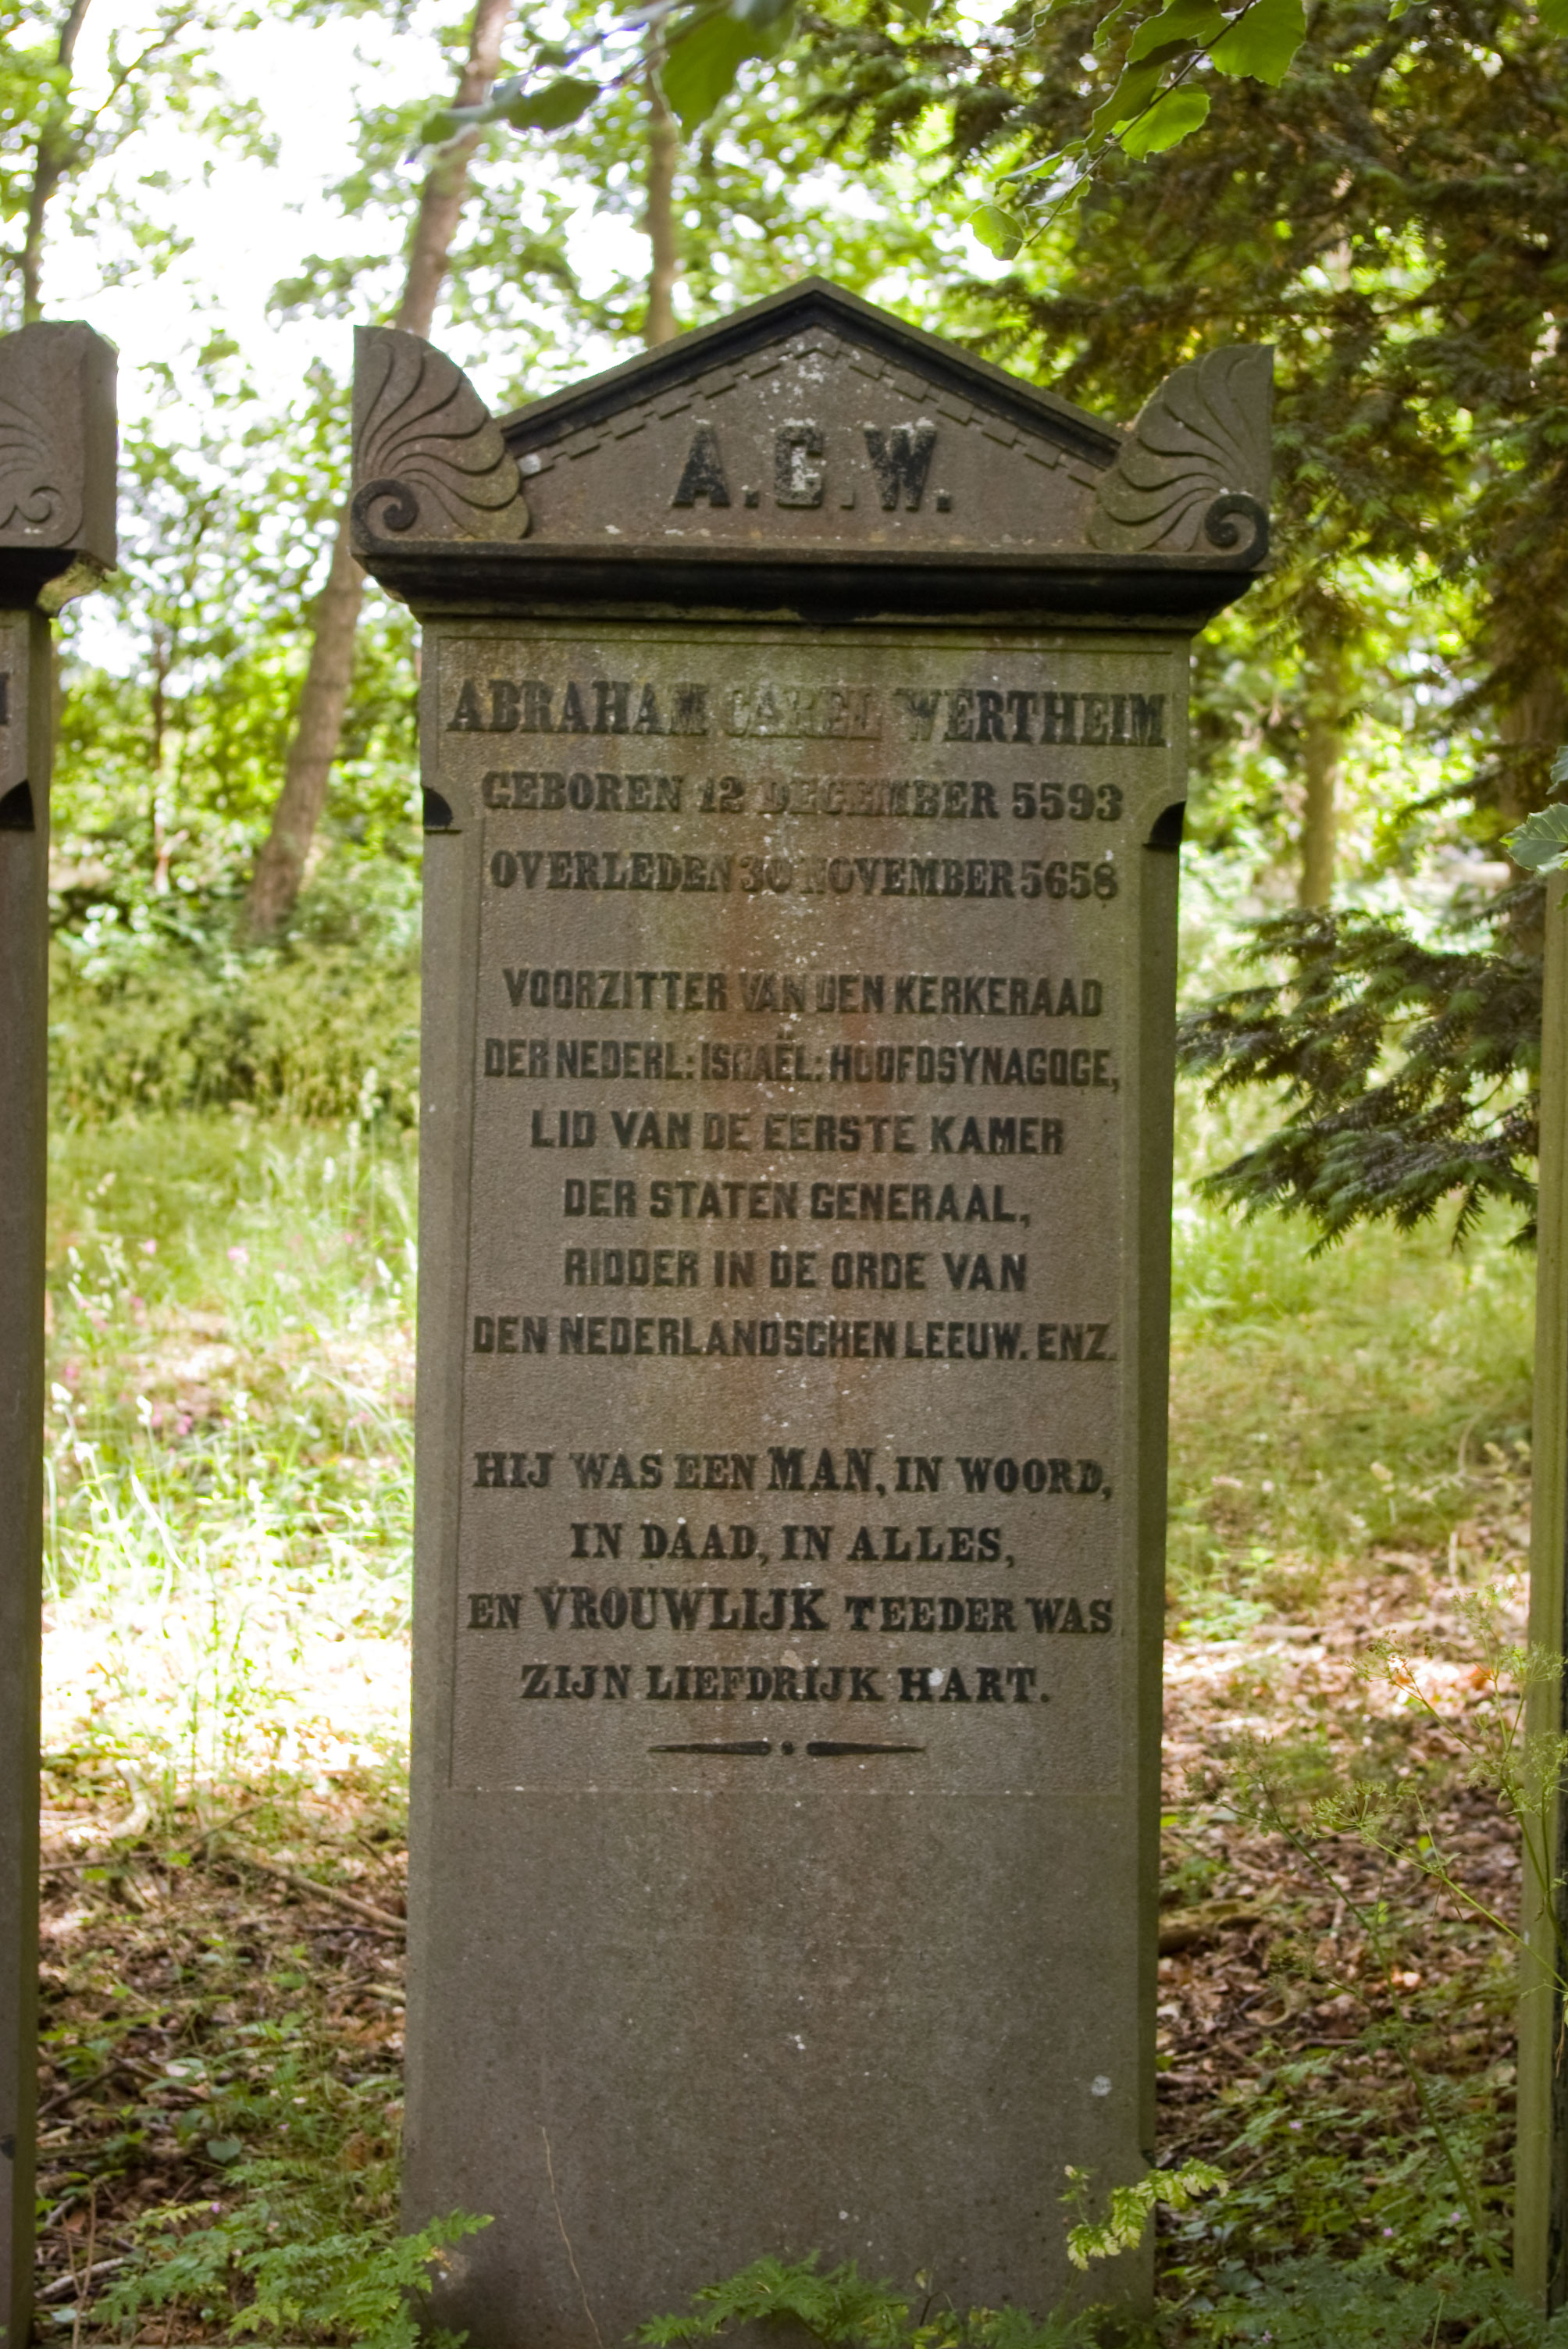 A.C.W.
ABRAHAM CAREL WERTHEIM
GEBOREN 12 DECEMBER 5593
OVERLEDEN 30 NOVEMBER 5658
VOORZITTER VAN DEN KERKERAAD
DER NEDERL: ISRAËL: HOOFDSYNAGOGE,
LID VAN DE EERSTE KAMER
DER STATEN GENERAAL,
RIDDER IN DE ORDE VAN
DEN NEDERLANDSCHEN LEEUW. ENZ.
HIJ WAS EEN MAN, IN WOORD,
IN DAAD, IN ALLES,
EN VROUWLIJK TEEDER WAS
ZIJN LIEFDRIJK HART.